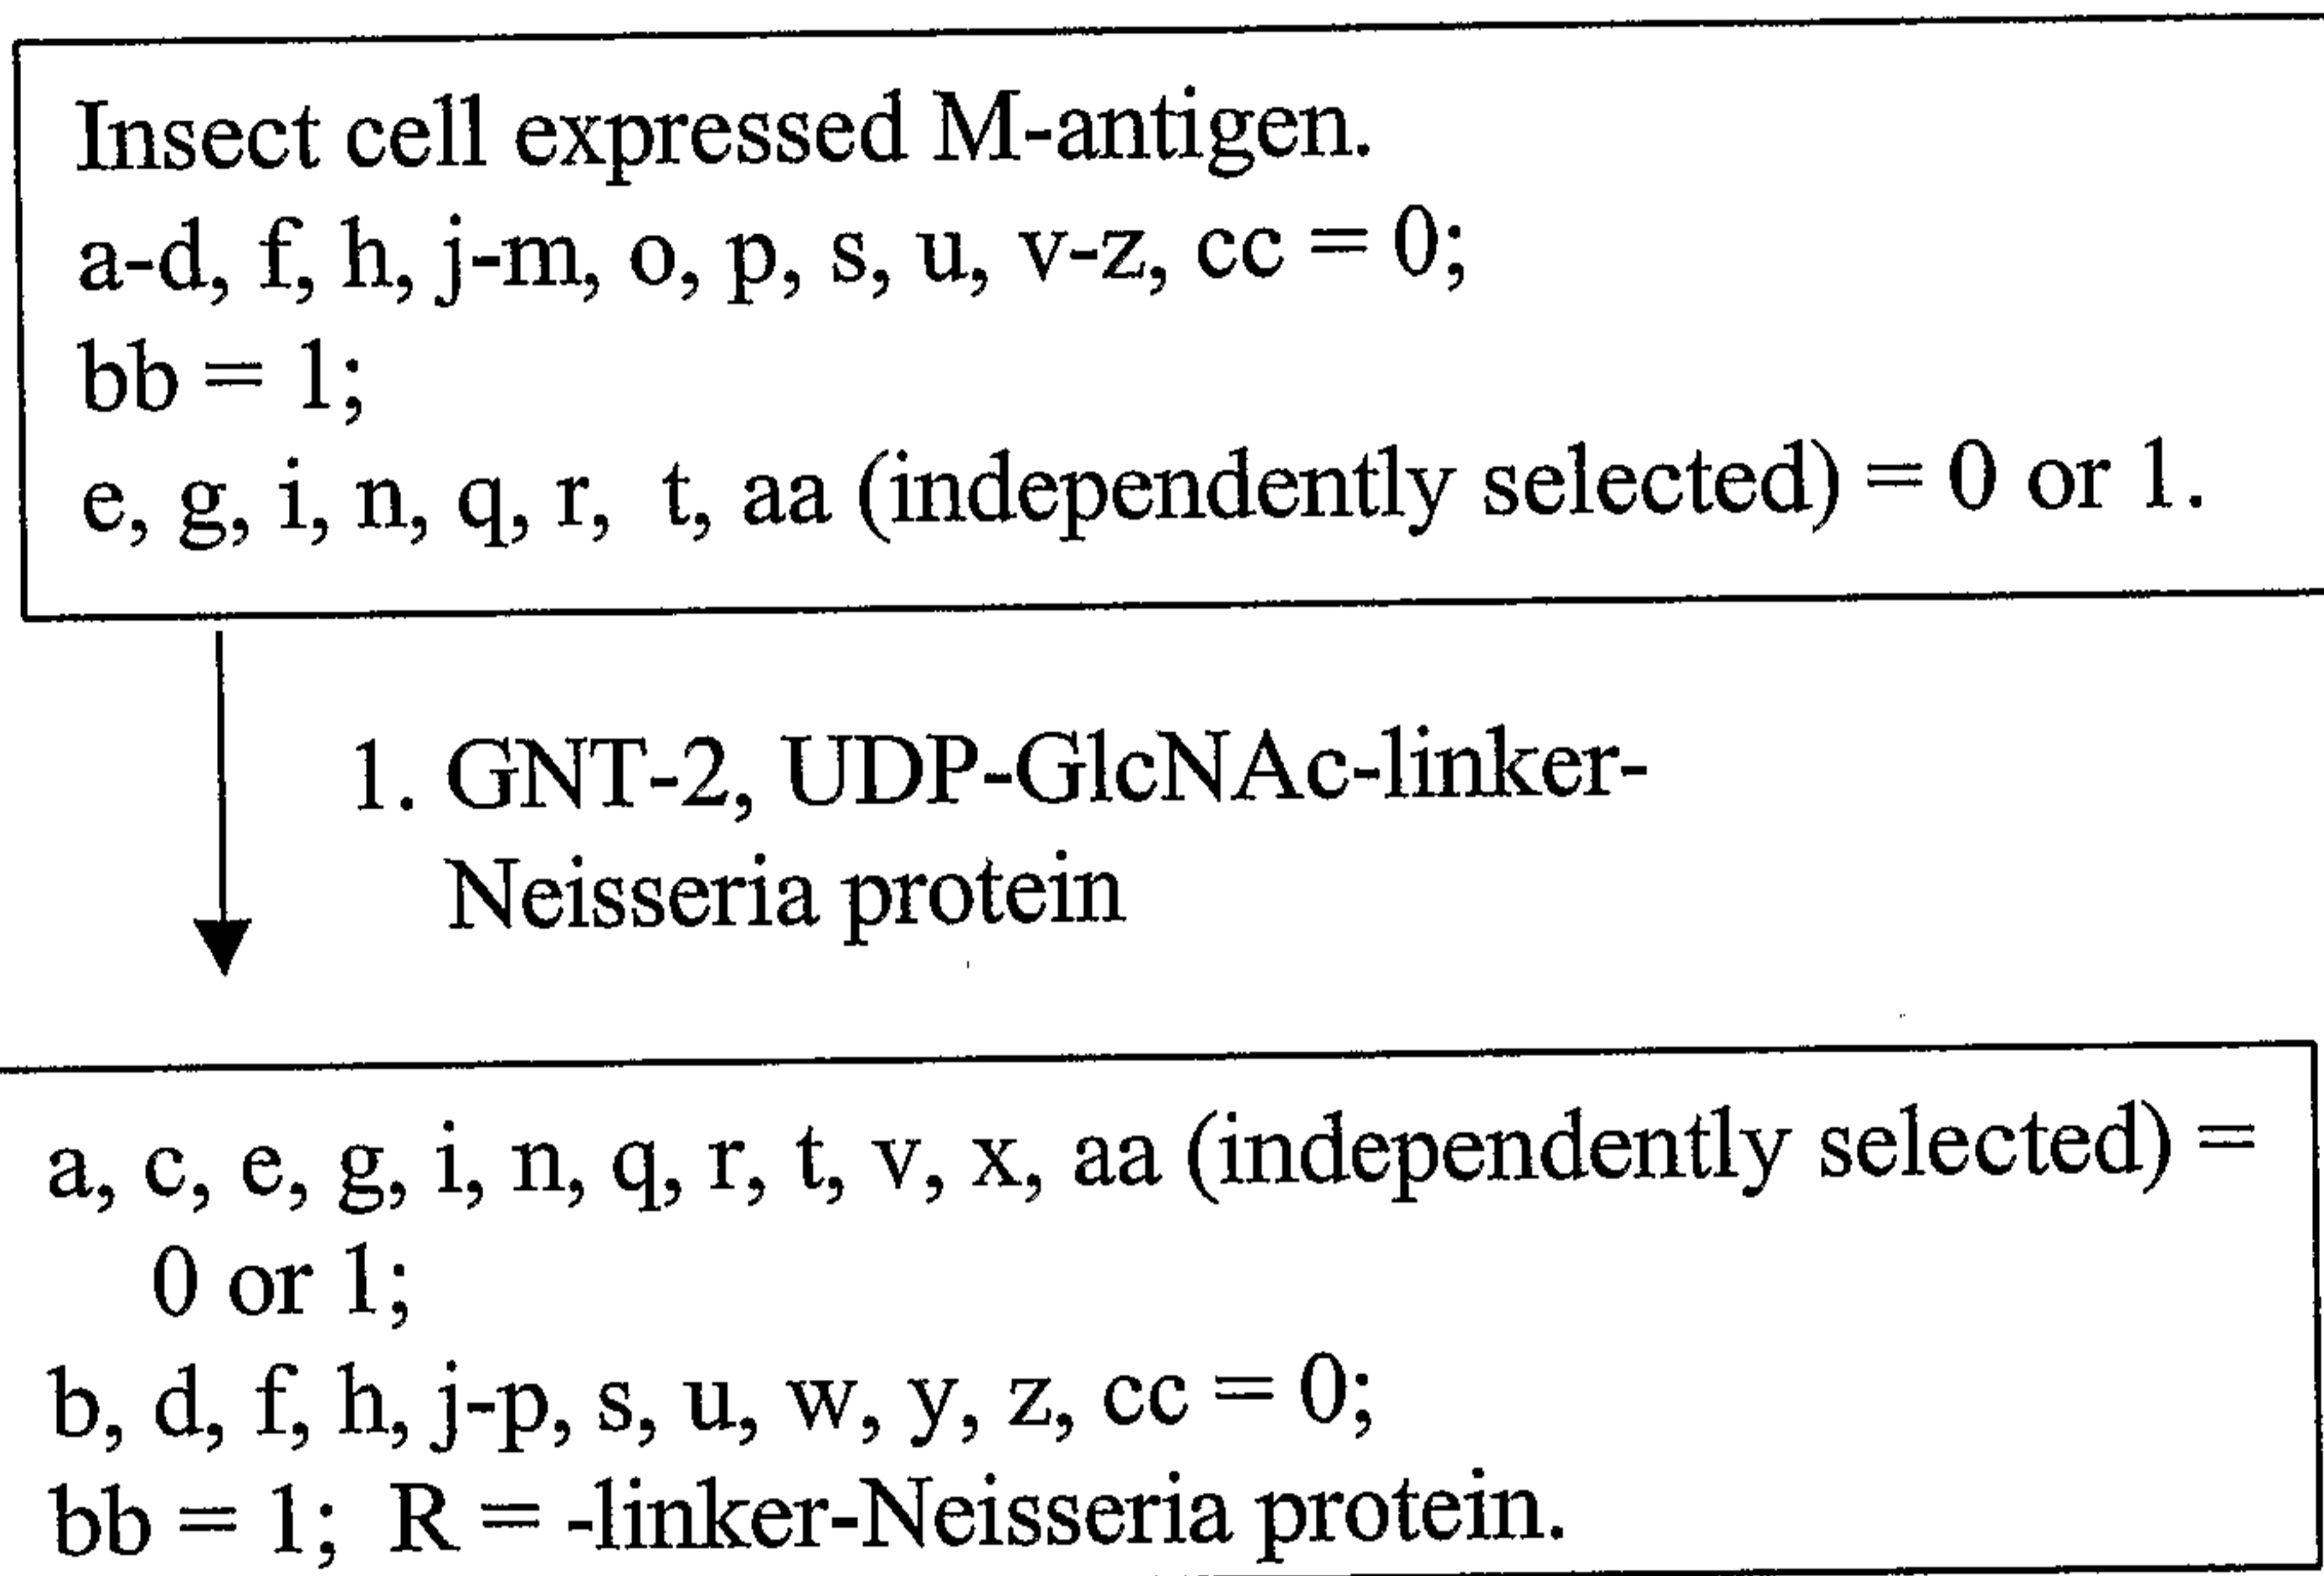 Insect cell expressed M-antigen.
a-d, f, h, j-m, o, p, s, u, v-z, cc = 0;
bb = 1;
e, g, i, n, q, r, t, aa (independently selected) = 0 or 1.
1. GNT-2, UDP-GlcNAc-linker-
Neisseria protein
a, c, e, g, i, n, q, r, t, v, x, aa (independently selected) =
0 or 1;
b, d, f, h, j-p, s, u, w, y, z, cc = 0;
bb = 1; R = -linker-Neisseria protein.